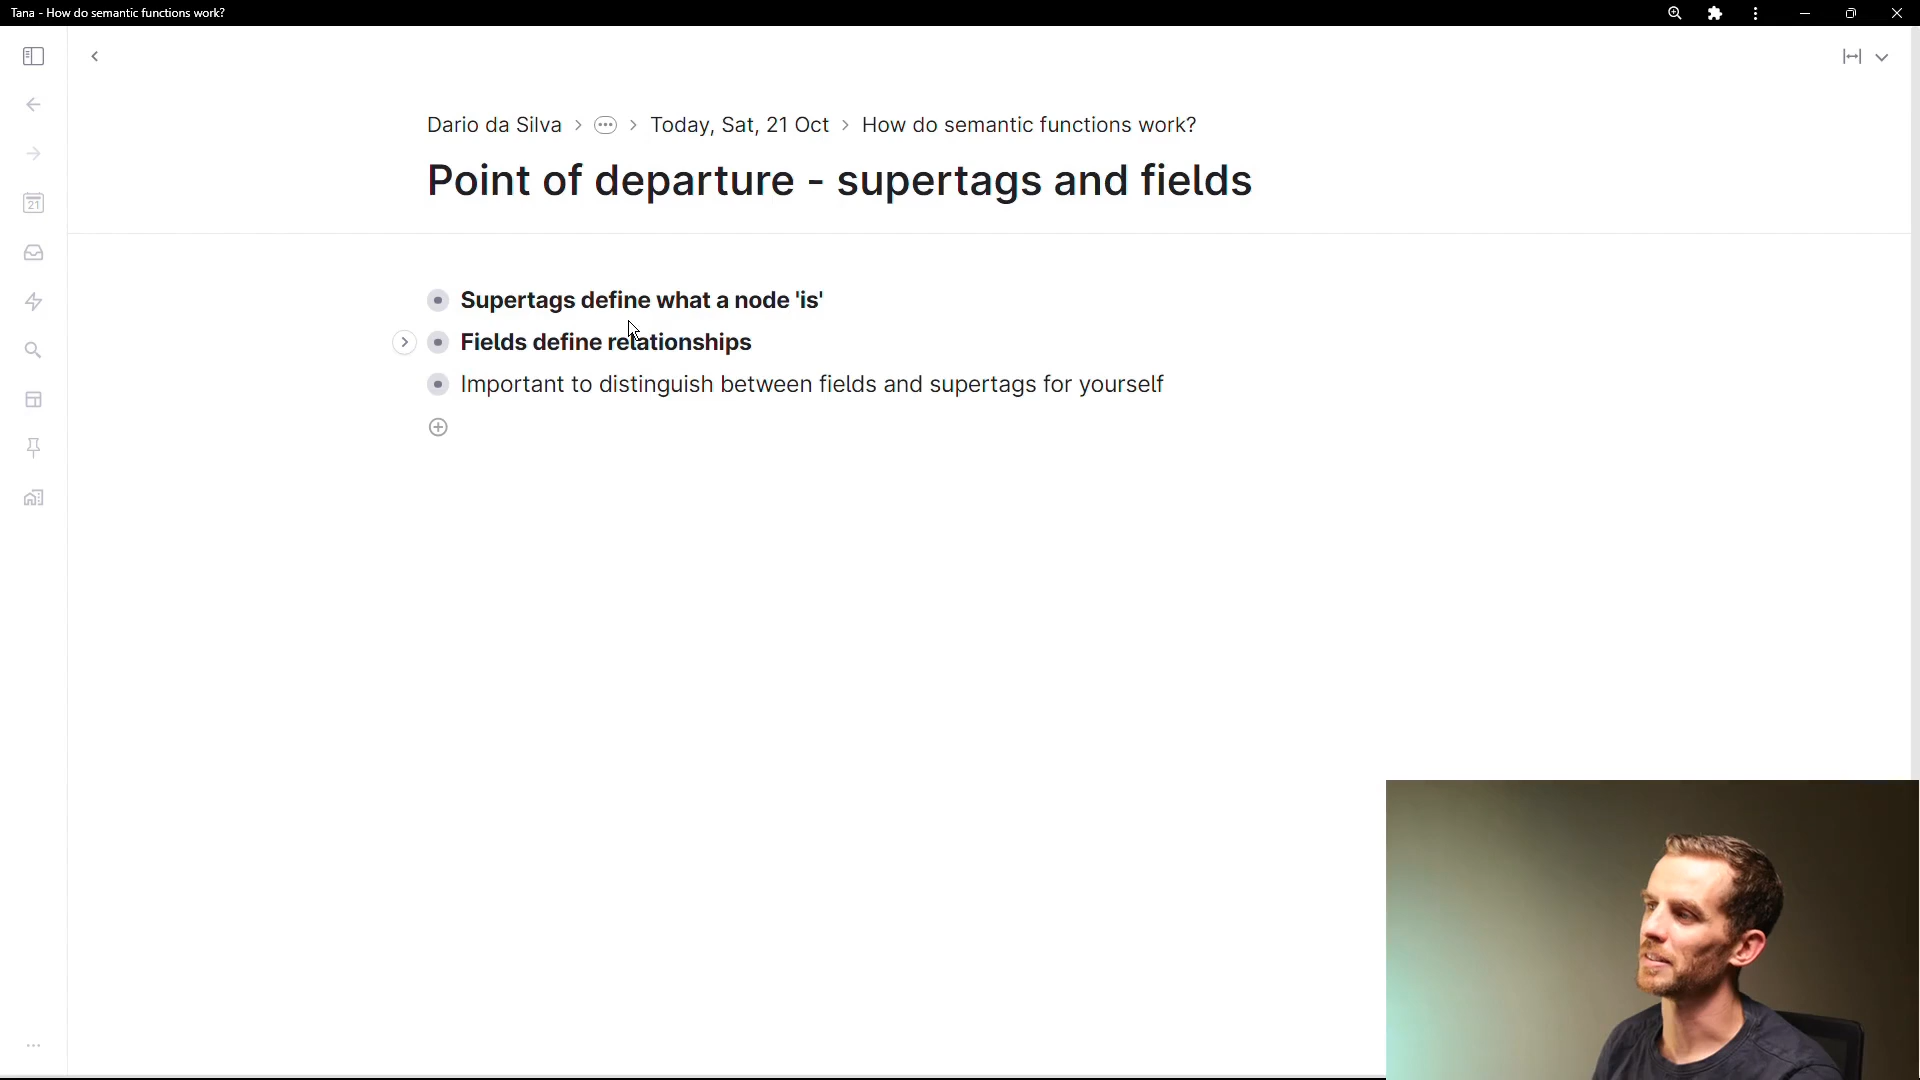 Tana - How do semantic functions work?
21
Dario da Silva > ... > Today, Sat, 21 Oct > How do semantic functions work?
Point of departure - supertags and fields
Supertags define what a node 'is'
Fields define relationships
Important to distinguish between fields and supertags for yourself